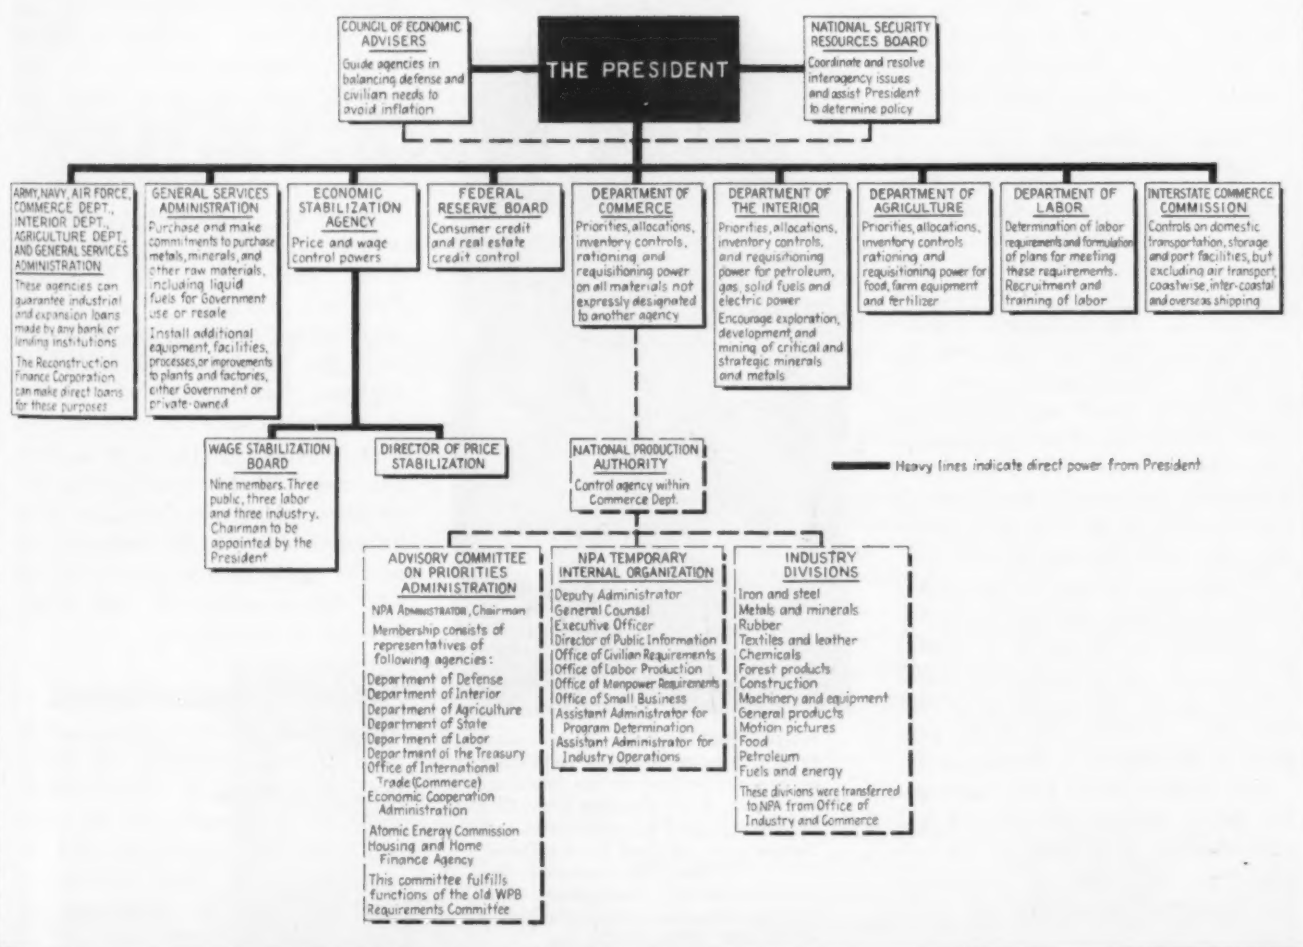 COUNCIL OF ECONOMIC
ADVISERS
Guide agencies in
balancing defense and
civilian needs to
avoid inflation
THE PRESIDENT
NATIONAL SECURITY
RESOURCES BOARD
Coordinate and resolve
interagency issues
and assist President
to determine policy
ARMY, NAVY, AIR FORCE,
COMMERCE DEPT.,
INTERIOR DEPT.,
AGRICULTURE DEPT.,
AND GENERAL SERVICES
ADMINISTRATION
These agencies can
guarantee industrial
and expansion loans
made by any bank or
lending institutions
The Reconstruction
Finance Corporation
can make direct loans
for these purposes
GENERAL SERVICES
ADMINISTRATION
Purchase and make
commitments to purchase
metals, minerals, and
other raw materials,
including liquid
fuels for Government
use or resale
Install additional
equipment, facilities,
processes, or improvements
to plants and factories,
either Government or
private-owned
ECONOMIC
STABILIZATION
AGENCY
Price and wage
control powers
FEDERAL
RESERVE BOARD
Consumer credit
and real estate
credit control
DEPARTMENT OF
COMMERCE
Priorities, allocations,
inventory controls,
rationing and
requisitioning power
on all materials not
expressly designated
to another agency
DEPARTMENT OF
THE INTERIOR
Priorities, allocations,
inventory controls,
and requisitioning
power for petroleum,
gas, solid fuels and
electric power
Encourage exploration,
development, and
mining of critical and
strategic minerals
and metals
DEPARTMENT OF
AGRICULTURE
Priorities, allocations,
inventory controls
rationing and
requisitioning power for
food, farm equipment
and fertilizer
DEPARTMENT OF
LABOR
Determination of labor
requirements and formulation
of plans for meeting
these requirements.
Recruitment and
training of labor
INTERSTATE COMMERCE
COMMISSION
Controls on domestic
transportation, storage
and port facilities, but
excluding air transport,
coastwise, inter-coastal
and overseas shipping
WAGE STABILIZATION
BOARD
Nine members. Three
public, three labor
and three industry.
Chairman to be
appointed by the
President
DIRECTOR OF PRICE
STABILIZATION
NATIONAL PRODUCTION
AUTHORITY
Control agency within
Commerce Dept.
Heavy lines indicate direct power from President
ADVISORY COMMITTEE
ON PRIORITIES
ADMINISTRATION
NPA ADMINISTRATOR, Chairman
Membership consists of
representatives of
following agencies:
Department of Defense
Department of Interior
Department of Agriculture
Department of State
Department of Labor
Department of the Treasury
Office of International
Trade (Commerce)
Economic Cooperation
Administration
Atomic Energy Commission
Housing and Home
Finance Agency
This committee fulfills
functions of the old WPB
Requirements Committee
NPA TEMPORARY
INTERNAL ORGANIZATION
Deputy Administrator
General Counsel
Executive Officer
Director of Public Information
Office of Civilian Requirements
Office of Labor Production
Office of Manpower Requirements
Office of Small Business
Assistant Administrator for
Program Determination
Assistant Administrator for
Industry Operations
INDUSTRY
DIVISIONS
Iron and steel
Metals and minerals
Rubber
Textiles and leather
Chemicals
Forest products
Construction
Machinery and equipment
General products
Motion pictures
Food
Petroleum
Fuels and energy
These divisions were transferred
to NPA from Office of
Industry and Commerce